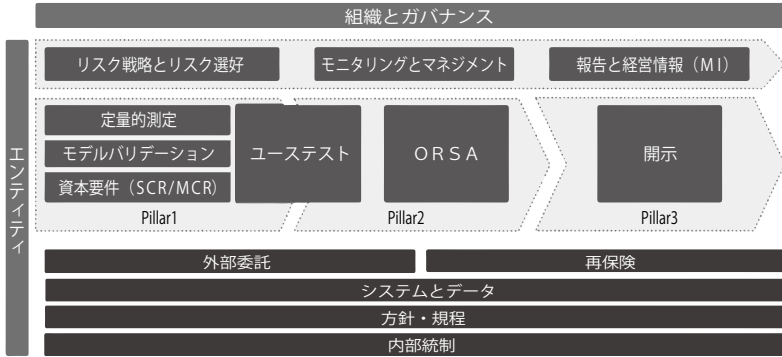 組織とガバナンス
エンティティ
リスク戦略とリスク選好
モニタリングとマネジメント
報告と経営情報（MI）
定量的測定
モデルバリデーション
資本要件（SCR/MCR）
ユーステスト
ORSA
開示
Pillar1
Pillar2
Pillar3
外部委託
再保険
システムとデータ
方針・規程
内部統制